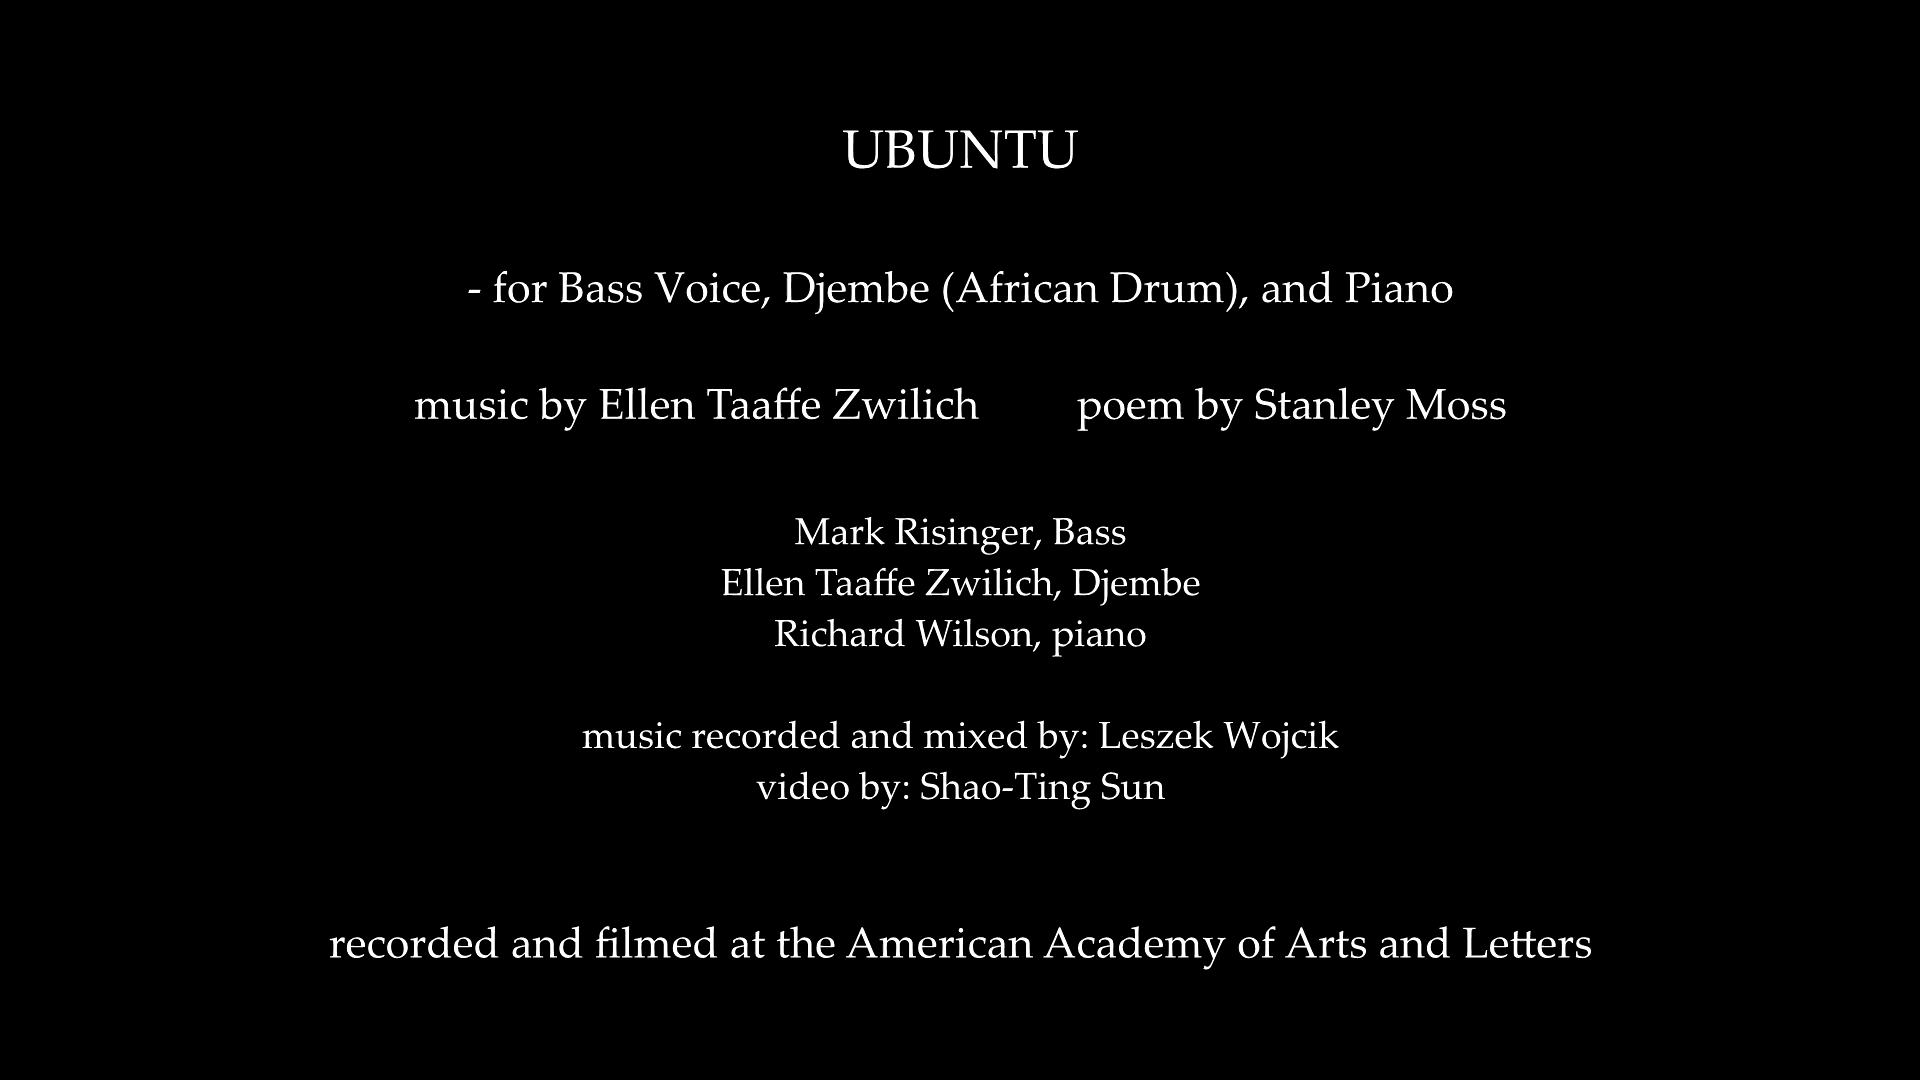 UBUNTU
- for Bass Voice, Djembe (African Drum), and Piano
music by Ellen Taaffe Zwilich poem by Stanley Moss
Mark Risinger, Bass
Ellen Taaffe Zwilich, Djembe
Richard Wilson, piano
music recorded and mixed by: Leszek Wojcik
video by: Shao-Ting Sun
recorded and filmed at the American Academy of Arts and Letters